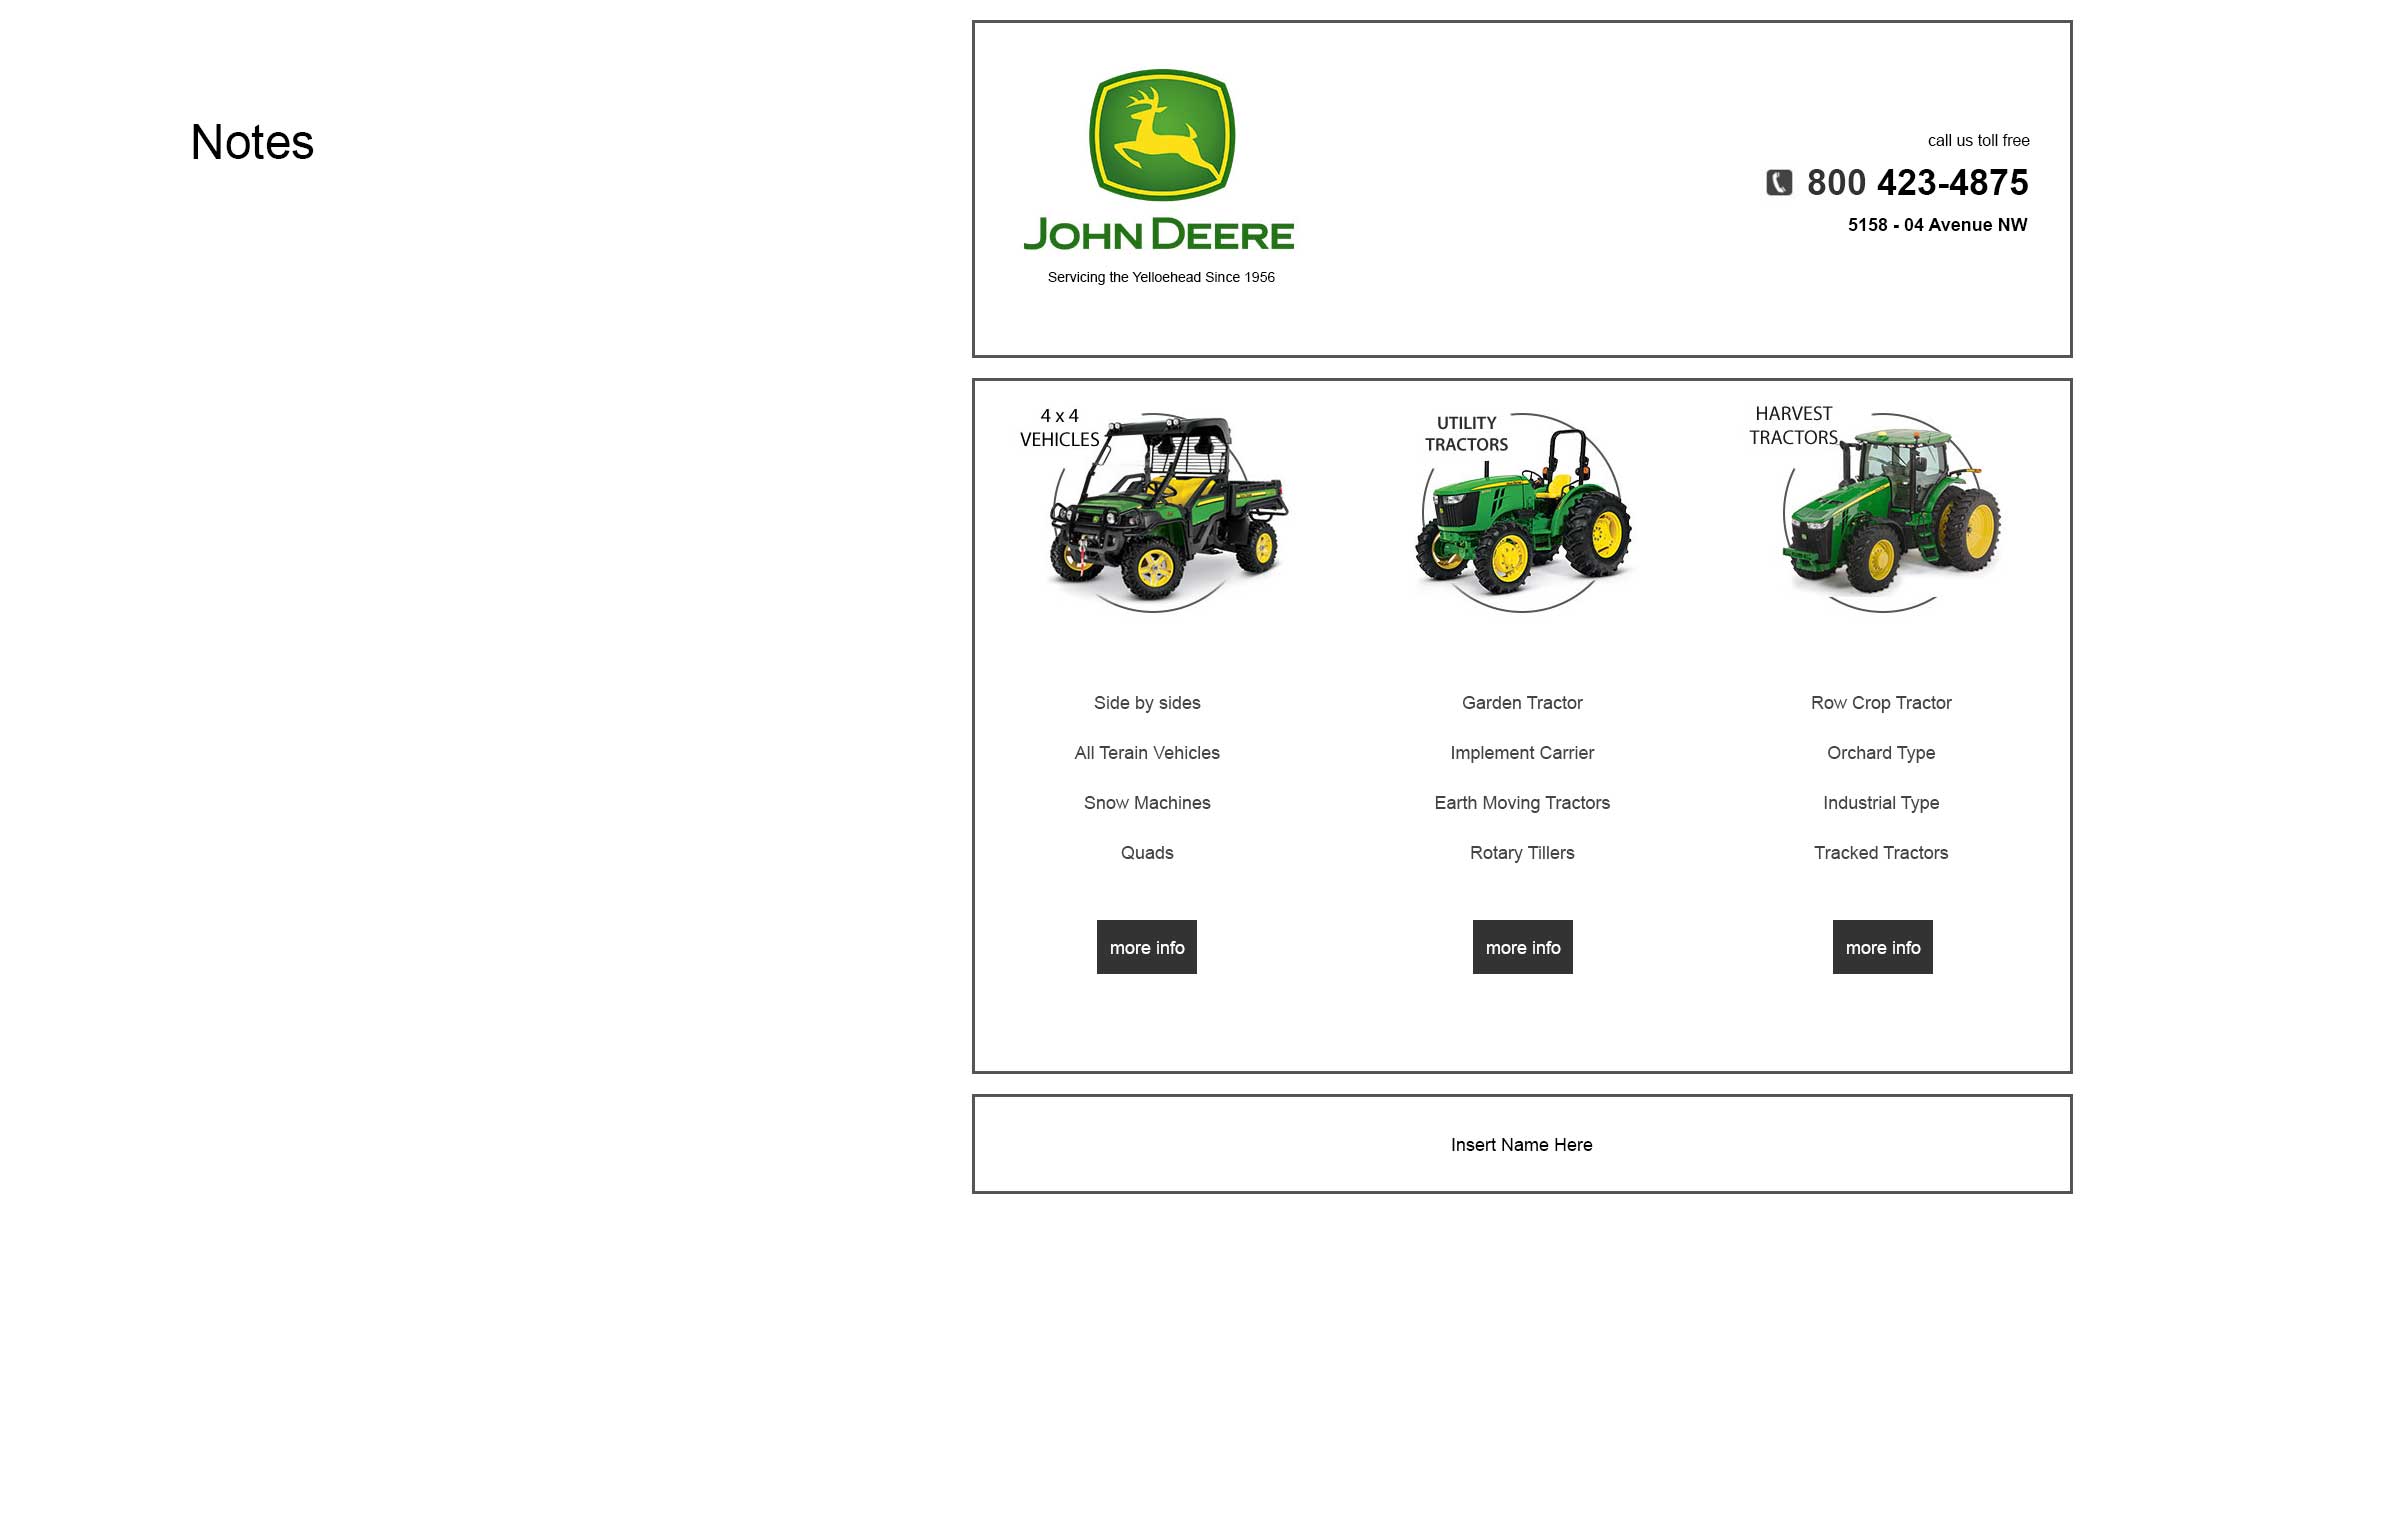 Notes
JOHN DEERE
Servicing the Yelloehead Since 1956
call us toll free
800 423-4875
5158 - 04 Avenue NW
4 x 4
VEHICLES
UTILITY
TRACTORS
HARVEST
TRACTORS
Side by sides
All Terain Vehicles
Snow Machines
Quads
more info
Garden Tractor
Implement Carrier
Earth Moving Tractors
Rotary Tillers
more info
Row Crop Tractor
Orchard Type
Industrial Type
Tracked Tractors
more info
Insert Name Here